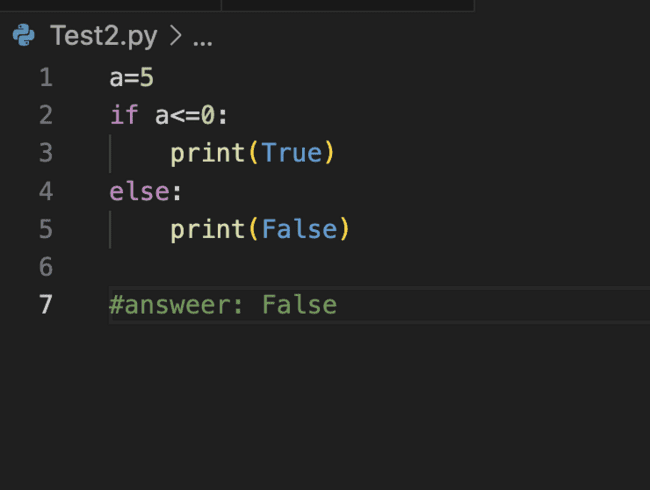 Test2.py > ...
1 a=5
2 if a<=0:
3     print(True)
4 else:
5     print(False)
6
7 #answeer: False